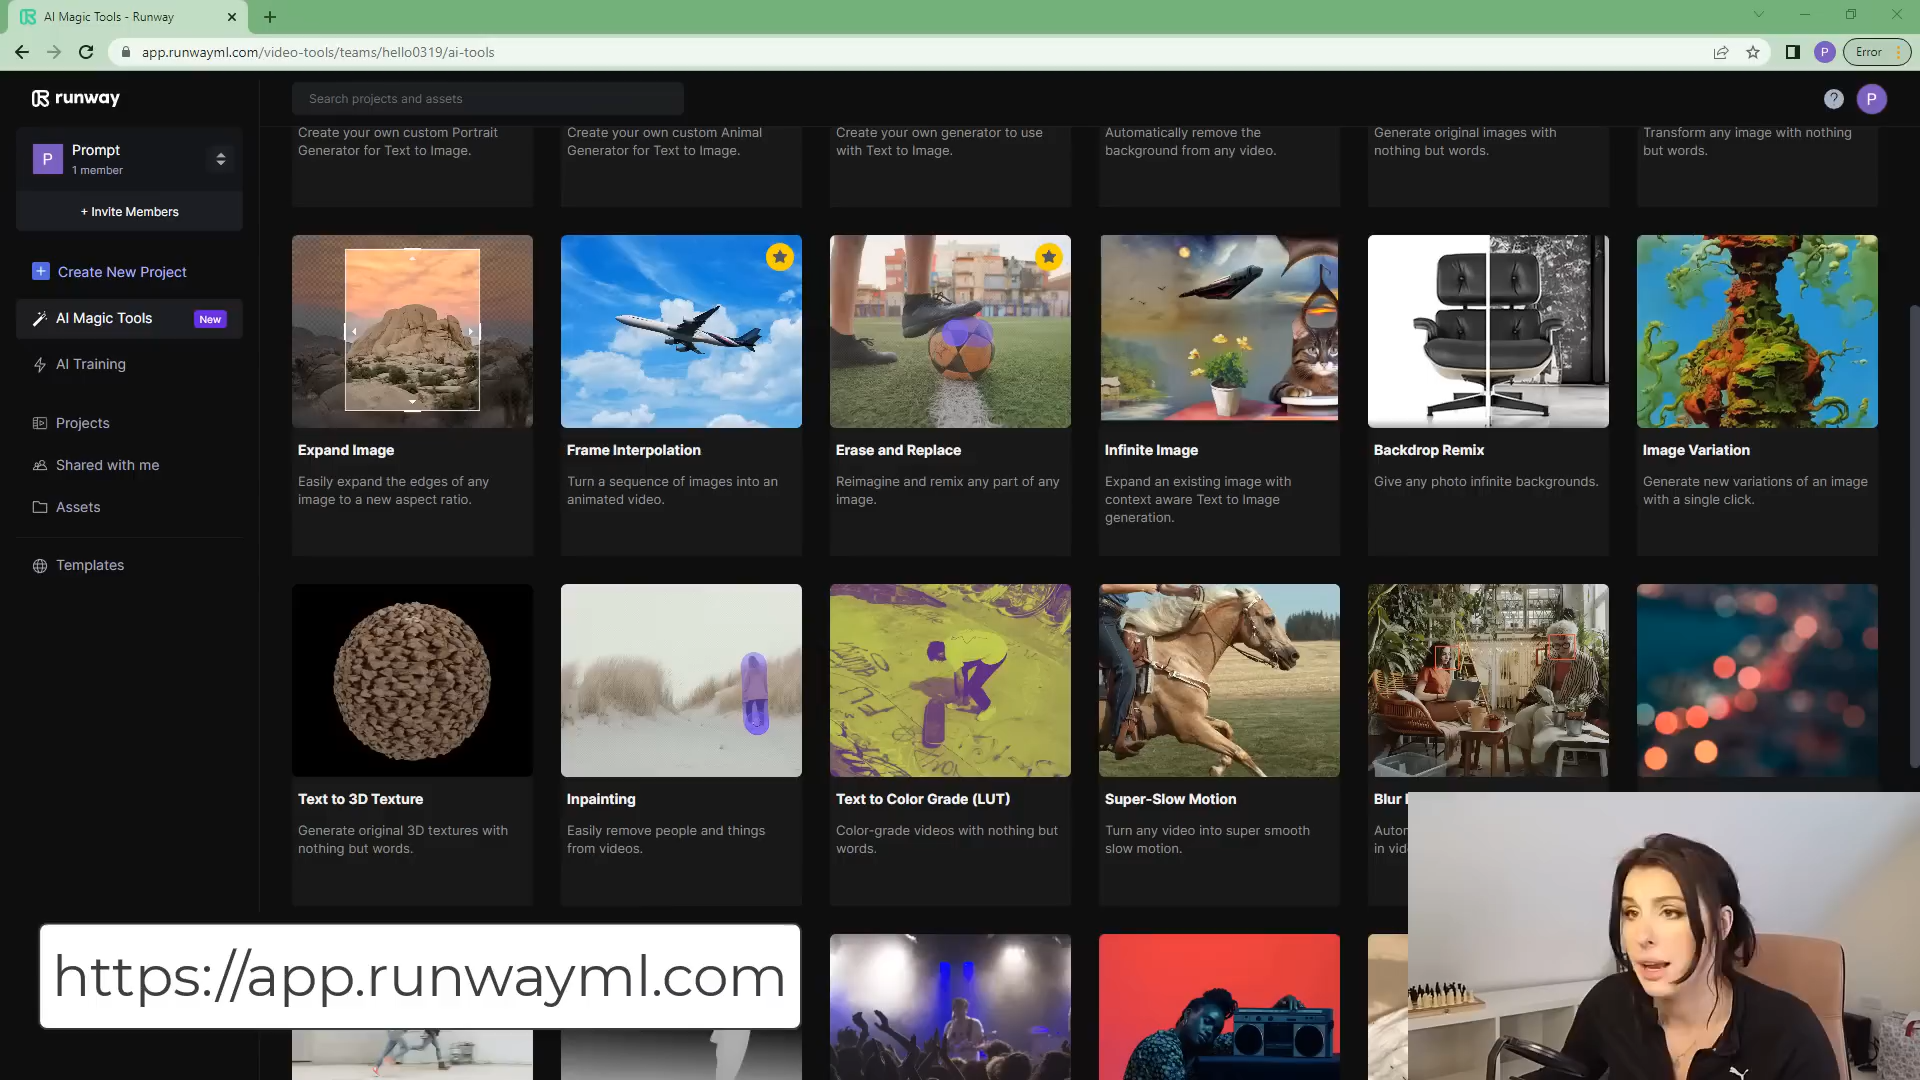 AI Magic Tools - Runway
app.runwayml.com/video-tools/teams/hello0319/ai-tools
P
Error
runway
Search projects and assets
?
P
P
Prompt
1 member
+ Invite Members
Create New Project
AI Magic Tools
New
AI Training
Projects
Shared with me
Assets
Templates
Create your own custom Portrait
Generator for Text to Image.
Create your own custom Animal
Generator for Text to Image.
Create your own generator to use
with Text to Image.
Automatically remove the
background from any video.
Generate original images with
nothing but words.
Transform any image with nothing
but words.
Expand Image
Easily expand the edges of any
image to a new aspect ratio.
Frame Interpolation
Turn a sequence of images into an
animated video.
Erase and Replace
Reimagine and remix any part of any
image.
Infinite Image
Expand an existing image with
context aware Text to Image
generation.
Backdrop Remix
Give any photo infinite backgrounds.
Image Variation
Generate new variations of an image
with a single click.
Text to 3D Texture
Generate original 3D textures with
nothing but words.
Inpainting
Easily remove people and things
from videos.
Text to Color Grade (LUT)
Color-grade videos with nothing but
words.
Super-Slow Motion
Turn any video into super smooth
slow motion.
Blur
https://app.runwayml.com